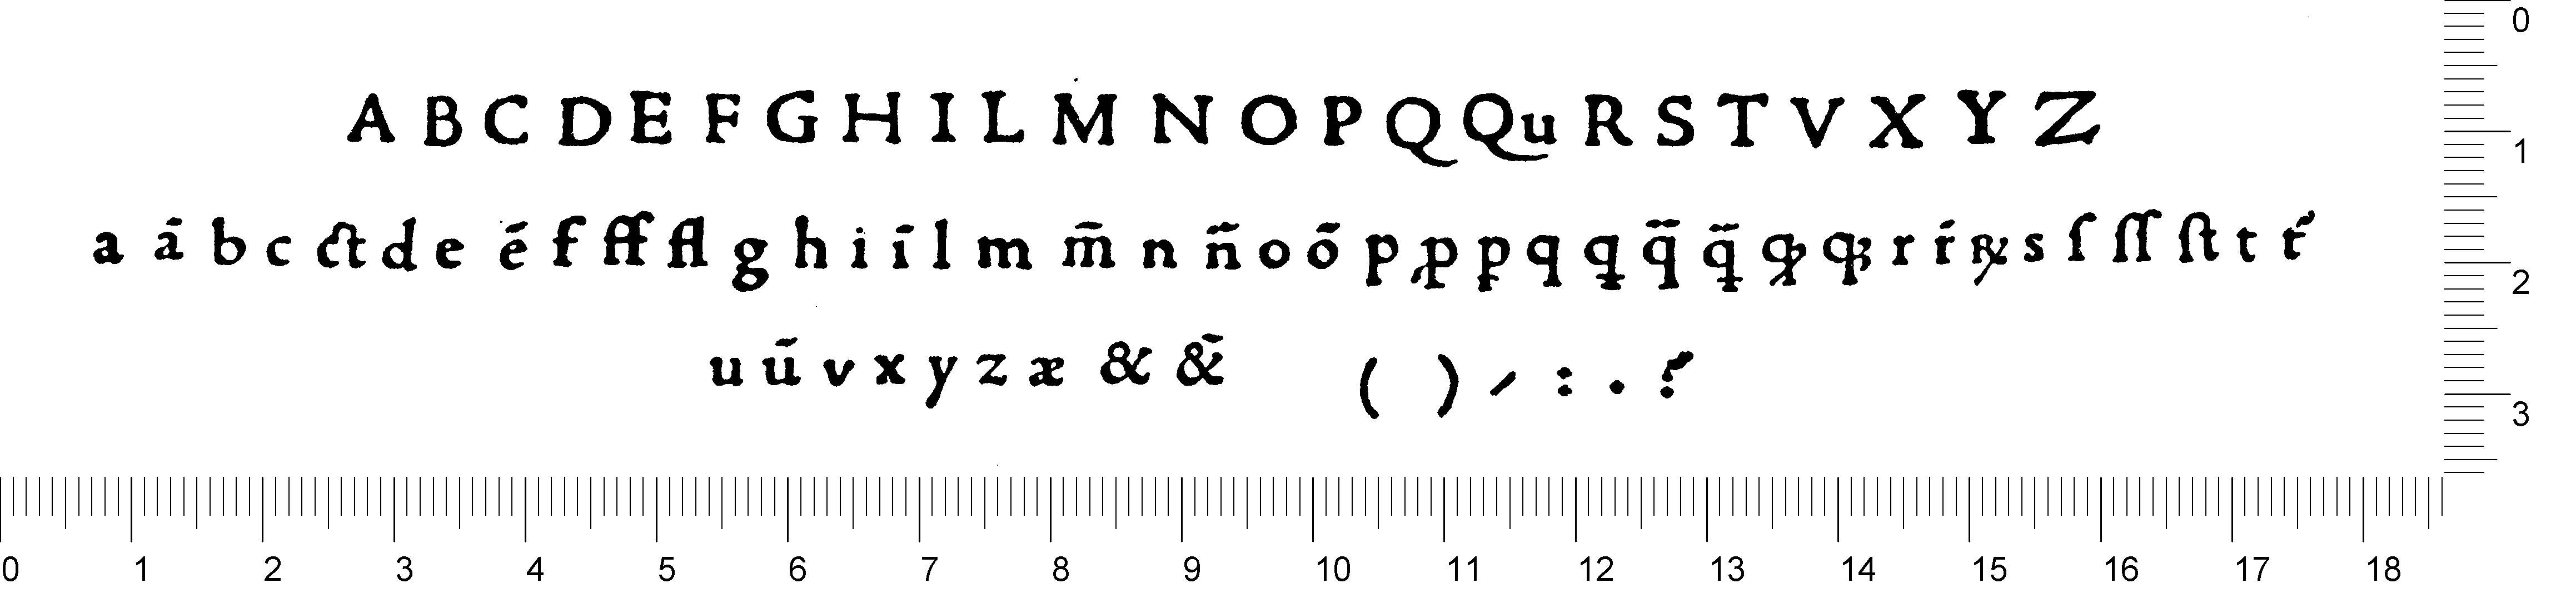 A B C D E F G H I L M N O P Q Qu R S T V X Y Z
a ā b c ct d e ē f ff fl g h i ī l m m̄ n n̄ o ō p ꝓ ꝑ q ꝗ q̄ ꝗ̄ ꝙ ꝗꝫ r ŕ ꝶ s ſ ſſ ſt t t̕
u ū v x y z æ & &̄ ( ) / : . ?
0 1 2 3
0 1 2 3 4 5 6 7 8 9 10 11 12 13 14 15 16 17 18